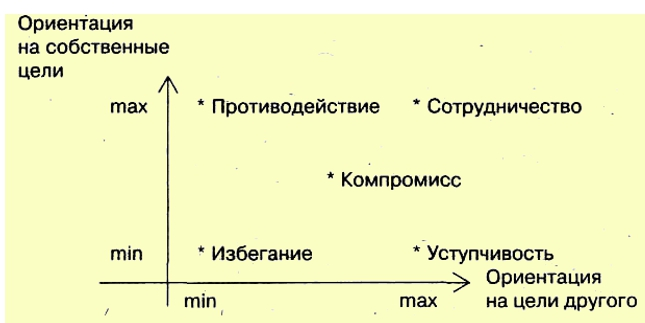 Ориентация
на собственные
цели
max * Противодействие * Сотрудничество
* Компромисс
min * Избегание * Уступчивость
Ориентация
min max на цели другого